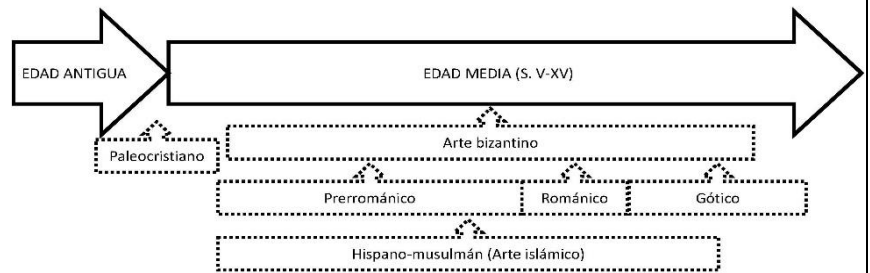 EDAD ANTIGUA
EDAD MEDIA (S. V-XV)
Paleocristiano
Arte bizantino
Prerrománico
Románico
Gótico
Hispano-musulmán (Arte islámico)